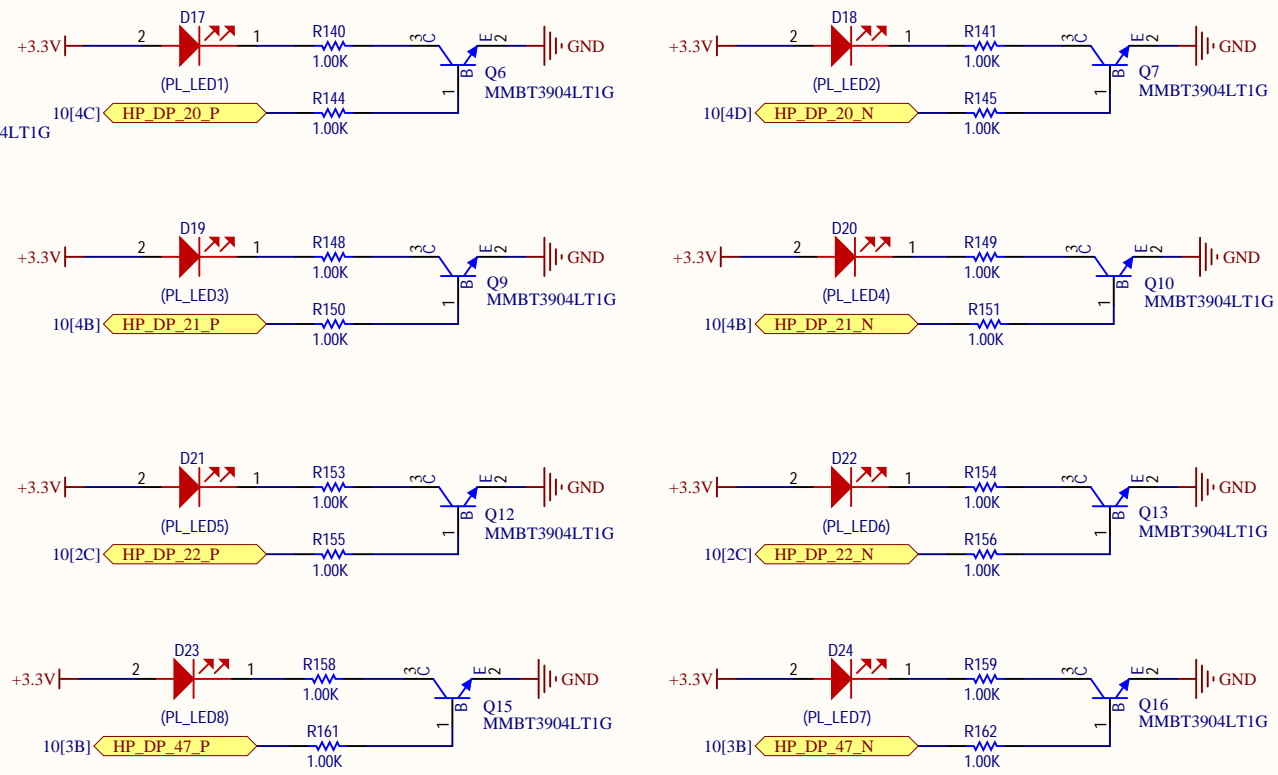 D17
+3.3V 2 1 R140 3 C E 2 GND
1.00K
(PL_LED1) B Q6
R144 1 MMBT3904LT1G
10[4C] HP_DP_20_P
1.00K
4LT1G
D18
+3.3V 2 1 R141 3 C E 2 GND
1.00K
(PL_LED2) B Q7
R145 1 MMBT3904LT1G
10[4D] HP_DP_20_N
1.00K
D19
+3.3V 2 1 R148 3 C E 2 GND
1.00K
(PL_LED3) B Q9
R150 1 MMBT3904LT1G
10[4B] HP_DP_21_P
1.00K
D20
+3.3V 2 1 R149 3 C E 2 GND
1.00K
(PL_LED4) B Q10
R151 1 MMBT3904LT1G
10[4B] HP_DP_21_N
1.00K
D21
+3.3V 2 1 R153 3 C E 2 GND
1.00K
(PL_LED5) B Q12
R155 1 MMBT3904LT1G
10[2C] HP_DP_22_P
1.00K
D22
+3.3V 2 1 R154 3 C E 2 GND
1.00K
(PL_LED6) B Q13
R156 1 MMBT3904LT1G
10[2C] HP_DP_22_N
1.00K
D23
+3.3V 2 1 R158 3 C E 2 GND
1.00K
(PL_LED8) B Q15
R161 1 MMBT3904LT1G
10[3B] HP_DP_47_P
1.00K
D24
+3.3V 2 1 R159 3 C E 2 GND
1.00K
(PL_LED7) B Q16
R162 1 MMBT3904LT1G
10[3B] HP_DP_47_N
1.00K